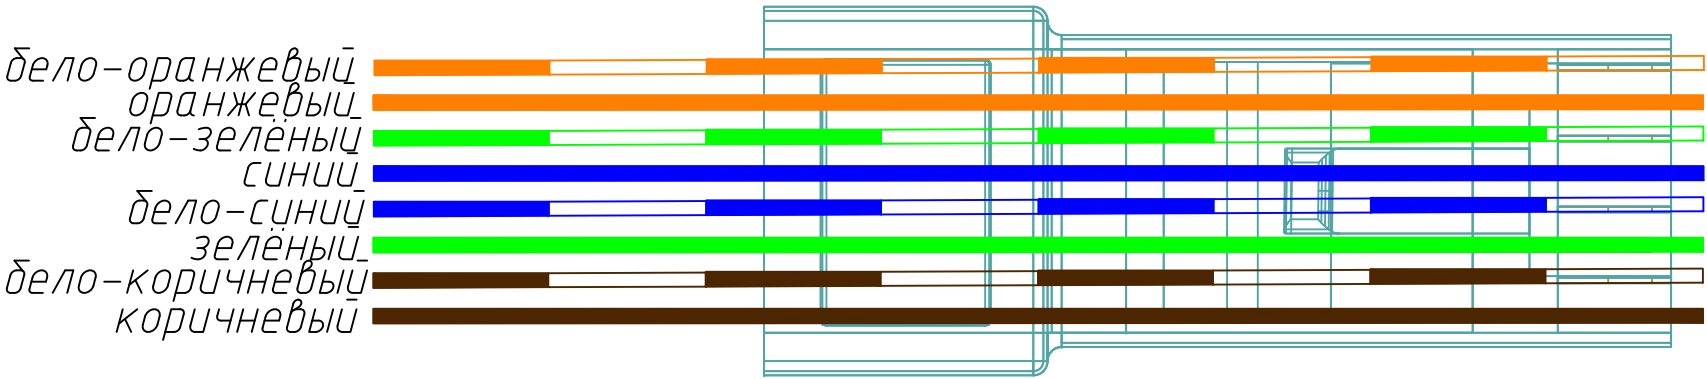 бело-оранжевый
оранжевый
бело-зелёный
синий
бело-синий
зелёный
бело-коричневый
коричневый